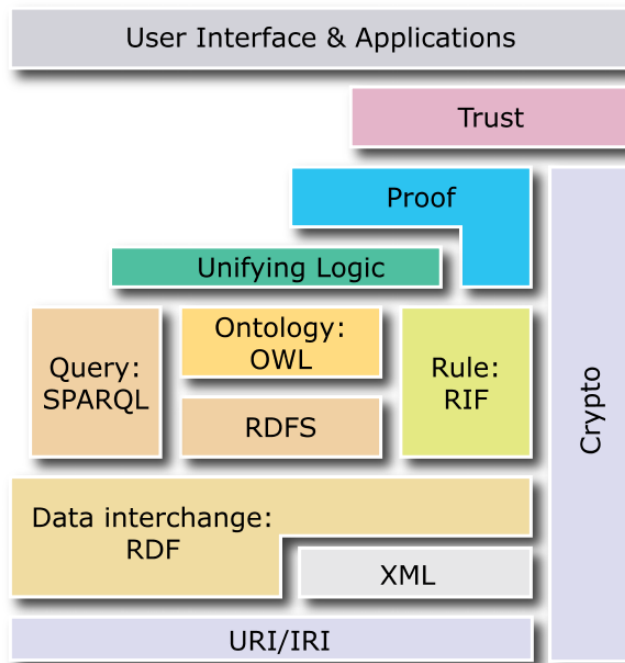 User Interface & Applications
Trust
Proof
Unifying Logic
Query:
SPARQL
Ontology:
OWL
RDFS
Rule:
RIF
Crypto
Data interchange:
RDF
XML
URI/IRI